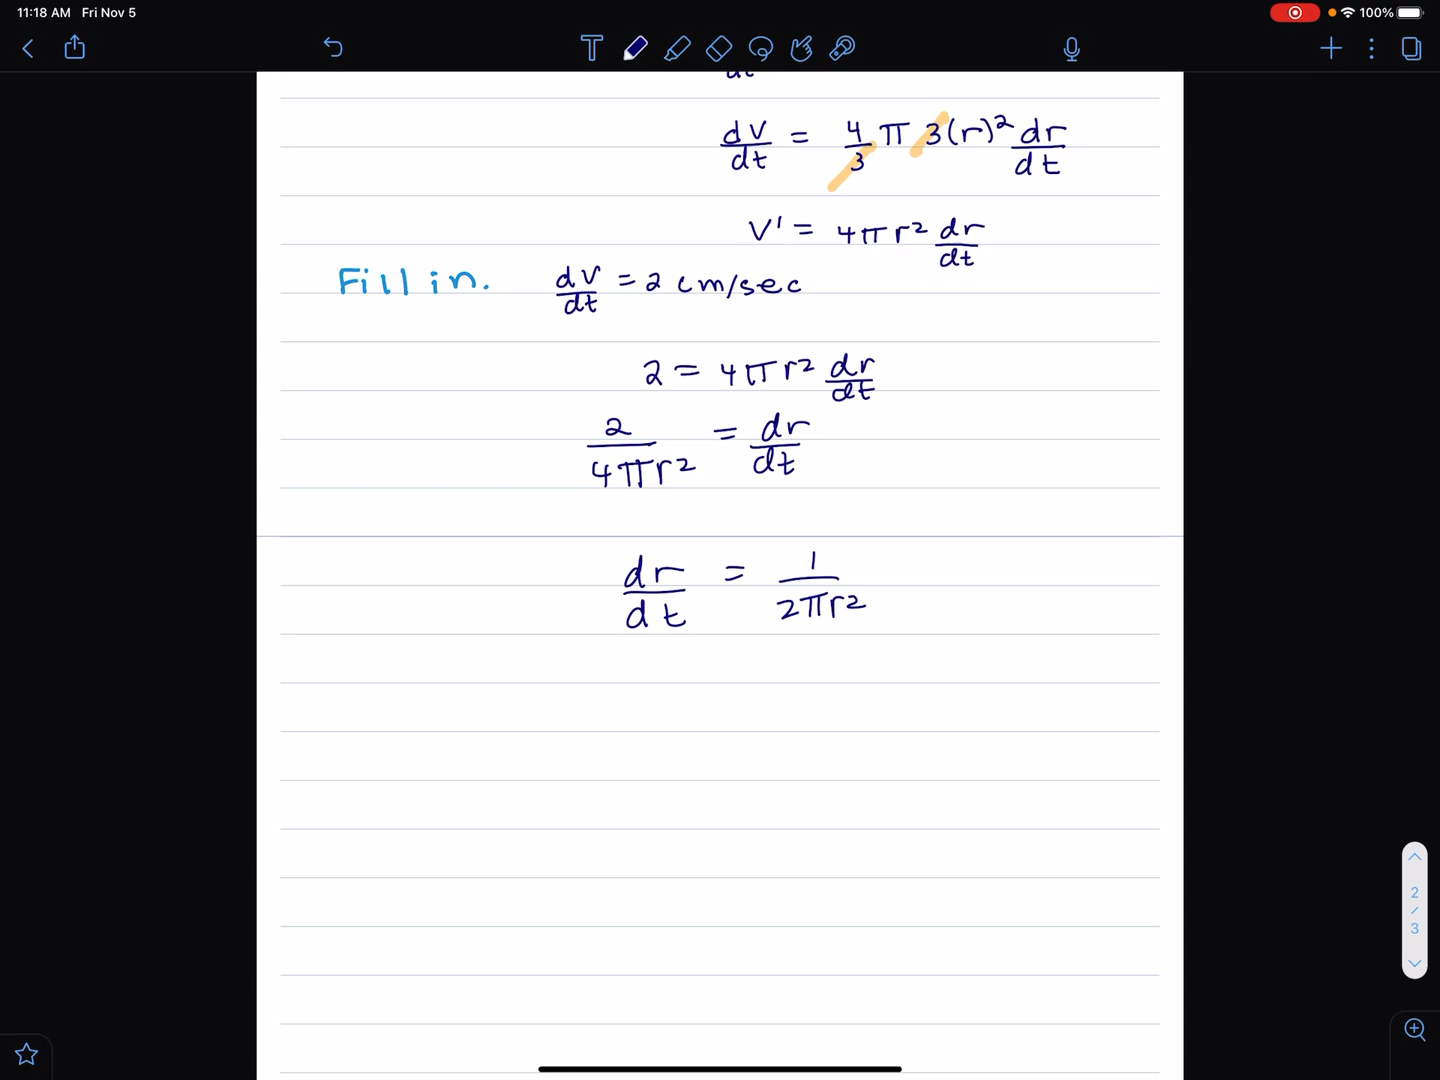 11:18 AM Fri Nov 5 100%
T
dt
dV/dt = 4/3 π 3(r)² dr/dt
V' = 4πr² dr/dt
Fill in. dV/dt = 2 cm/sec
2 = 4πr² dr/dt
2/4πr² = dr/dt
dr/dt = 1/2πr²
2/3